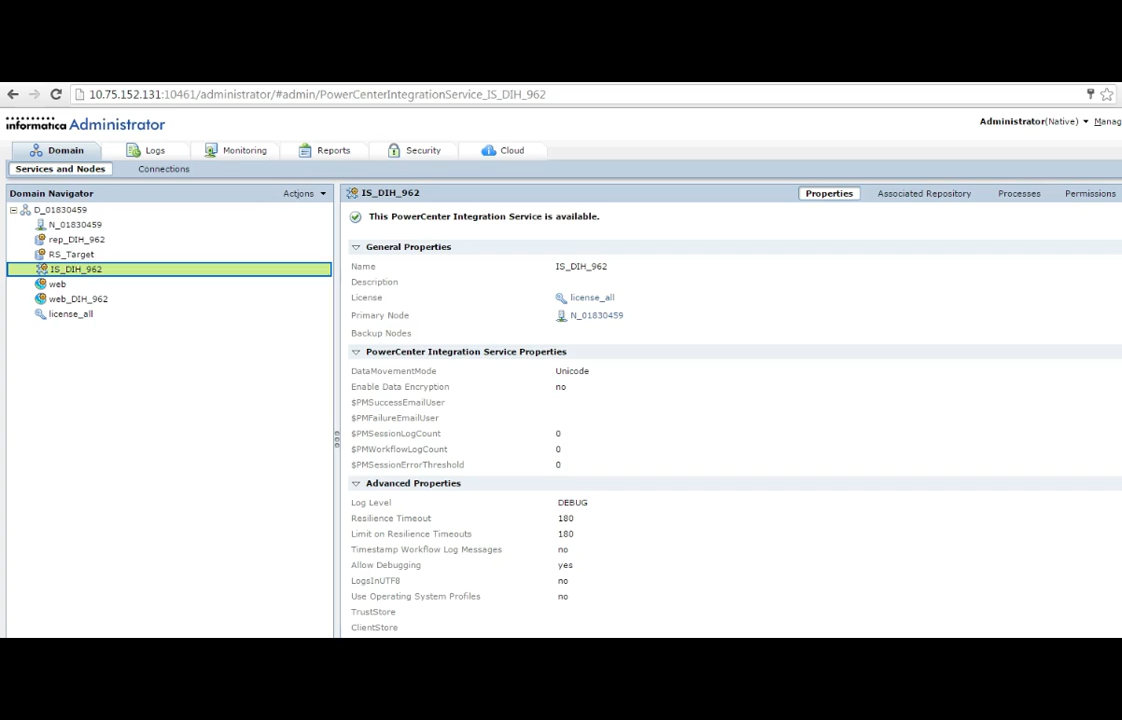 10.75.152.131:10461/administrator/#admin/PowerCenterIntegrationService_IS_DIH_962
informatica Administrator
Administrator(Native) Manag
Domain Logs Monitoring Reports Security Cloud
Services and Nodes Connections
Domain Navigator Actions
D_01830459
N_01830459
rep_DIH_962
RS_Target
IS_DIH_962
web
web_DIH_962
license_all
IS_DIH_962 Properties Associated Repository Processes Permissions
This PowerCenter Integration Service is available.
General Properties
Name IS_DIH_962
Description
License license_all
Primary Node N_01830459
Backup Nodes
PowerCenter Integration Service Properties
DataMovementMode Unicode
Enable Data Encryption no
$PMSuccessEmailUser
$PMFailureEmailUser
$PMSessionLogCount 0
$PMWorkflowLogCount 0
$PMSessionErrorThreshold 0
Advanced Properties
Log Level DEBUG
Resilience Timeout 180
Limit on Resilience Timeouts 180
Timestamp Workflow Log Messages no
Allow Debugging yes
LogsInUTF8 no
Use Operating System Profiles no
TrustStore
ClientStore